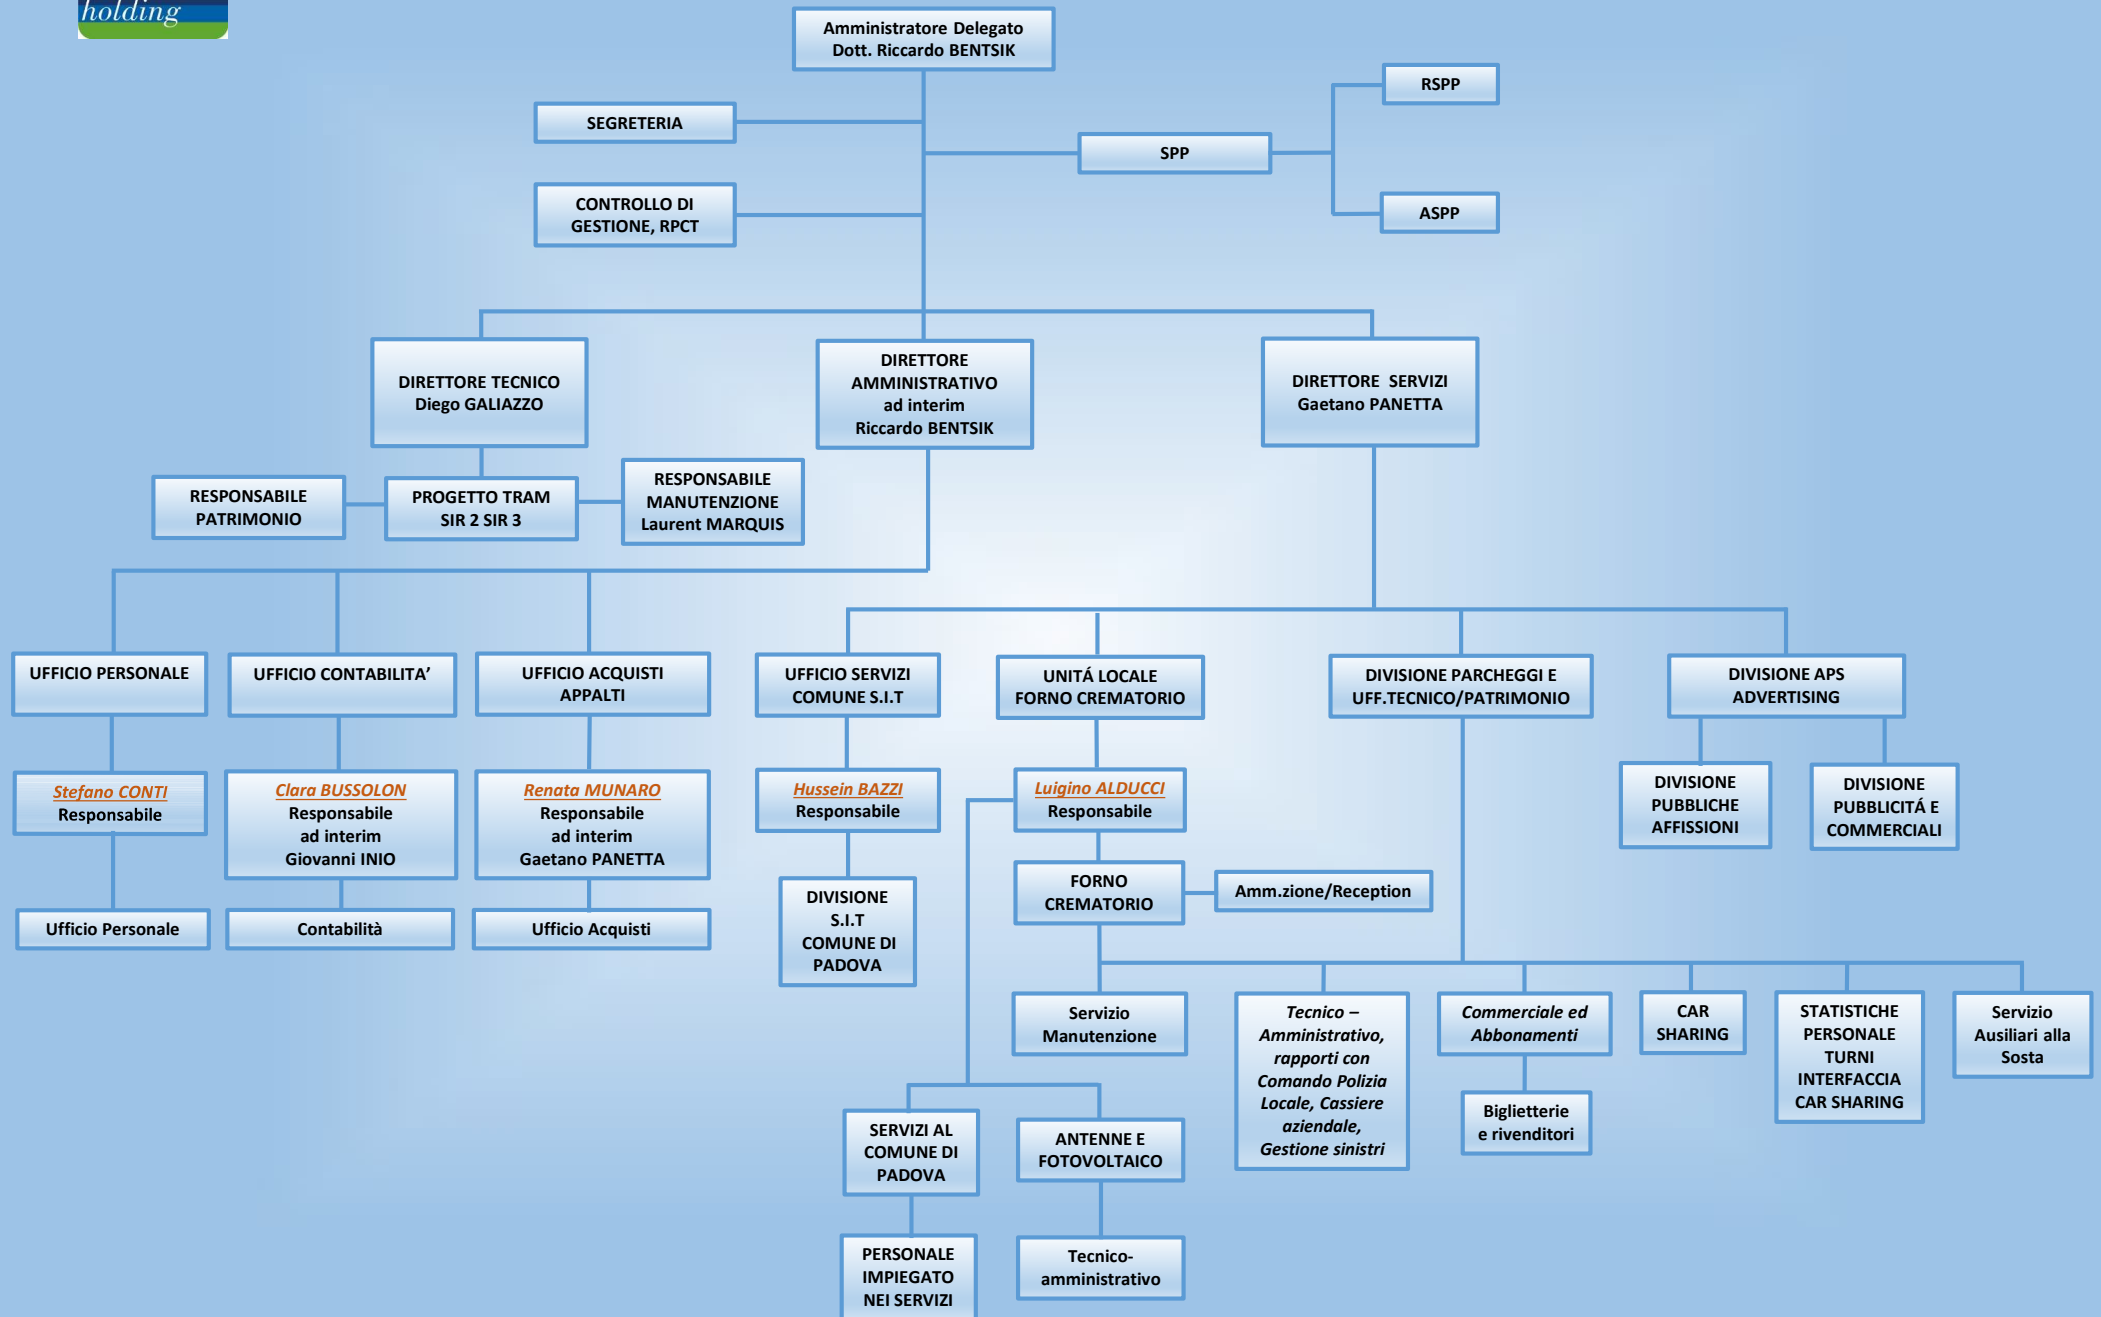 holding
Amministratore Delegato
Dott. Riccardo BENTSIK
RSPP
SEGRETERIA
SPP
CONTROLLO DI
GESTIONE, RPCT
ASPP
DIRETTORE TECNICO
Diego GALIAZZO
DIRETTORE
AMMINISTRATIVO
ad interim
Riccardo BENTSIK
DIRETTORE SERVIZI
Gaetano PANETTA
RESPONSABILE
PATRIMONIO
PROGETTO TRAM
SIR 2 SIR 3
RESPONSABILE
MANUTENZIONE
Laurent MARQUIS
UFFICIO PERSONALE
UFFICIO CONTABILITA’
UFFICIO ACQUISTI
APPALTI
UFFICIO SERVIZI
COMUNE S.I.T
UNITÁ LOCALE
FORNO CREMATORIO
DIVISIONE PARCHEGGI E
UFF.TECNICO/PATRIMONIO
DIVISIONE APS
ADVERTISING
Stefano CONTI
Responsabile
Clara BUSSOLON
Responsabile
ad interim
Giovanni INIO
Renata MUNARO
Responsabile
ad interim
Gaetano PANETTA
Hussein BAZZI
Responsabile
Luigino ALDUCCI
Responsabile
DIVISIONE
PUBBLICHE
AFFISSIONI
DIVISIONE
PUBBLICITÁ E
COMMERCIALI
Ufficio Personale
Contabilità
Ufficio Acquisti
DIVISIONE
S.I.T
COMUNE DI
PADOVA
FORNO
CREMATORIO
Amm.zione/Reception
Servizio
Manutenzione
Tecnico –
Amministrativo,
rapporti con
Comando Polizia
Locale, Cassiere
aziendale,
Gestione sinistri
Commerciale ed
Abbonamenti
CAR
SHARING
STATISTICHE
PERSONALE
TURNI
INTERFACCIA
CAR SHARING
Servizio
Ausiliari alla
Sosta
Biglietterie
e rivenditori
SERVIZI AL
COMUNE DI
PADOVA
ANTENNE E
FOTOVOLTAICO
PERSONALE
IMPIEGATO
NEI SERVIZI
Tecnico-
amministrativo